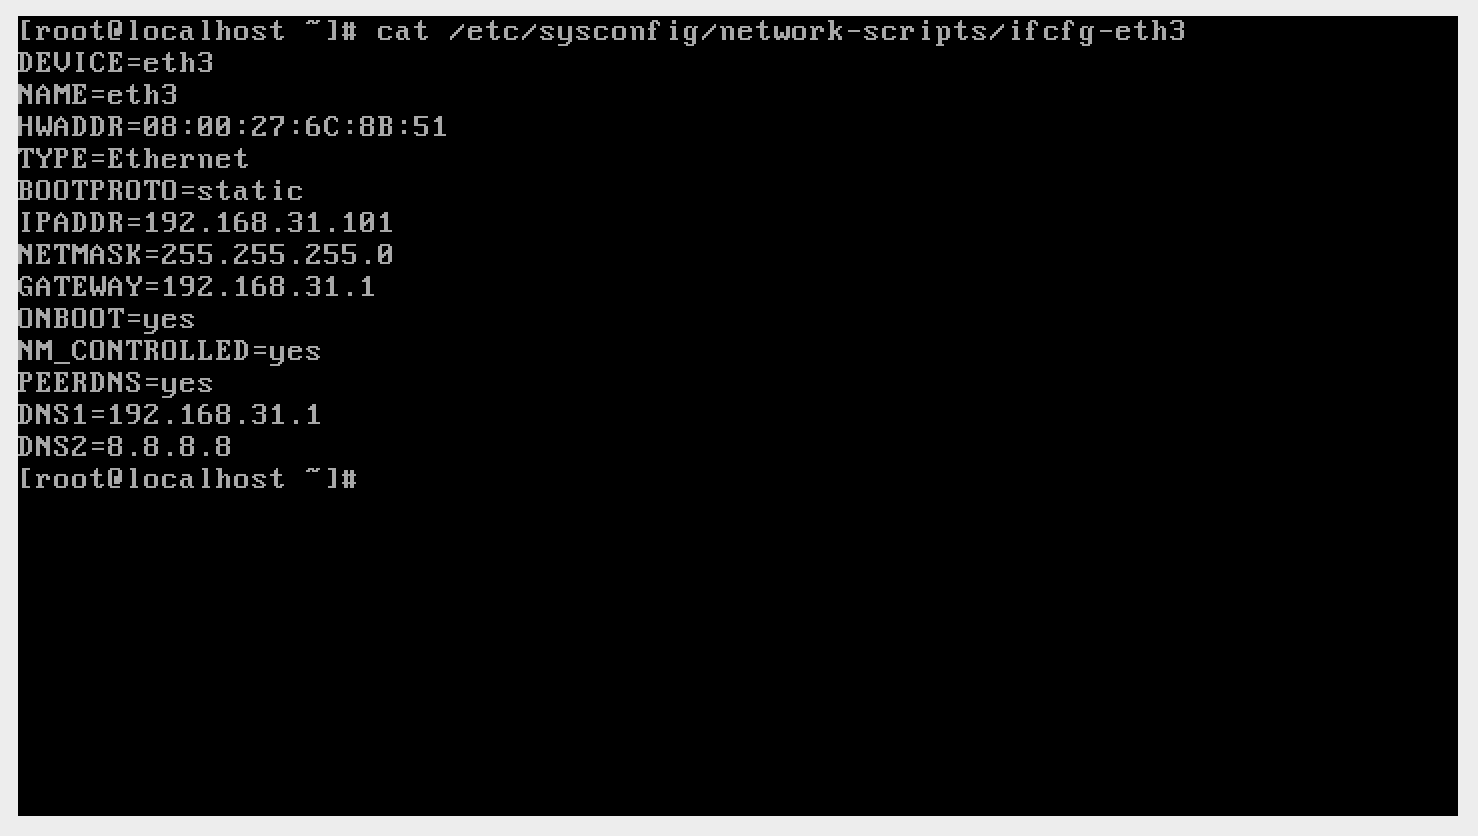 [root@localhost ~]# cat /etc/sysconfig/network-scripts/ifcfg-eth3
DEVICE=eth3
NAME=eth3
HWADDR=08:00:27:6C:8B:51
TYPE=Ethernet
BOOTPROTO=static
IPADDR=192.168.31.101
NETMASK=255.255.255.0
GATEWAY=192.168.31.1
ONBOOT=yes
NM_CONTROLLED=yes
PEERDNS=yes
DNS1=192.168.31.1
DNS2=8.8.8.8
[root@localhost ~]#